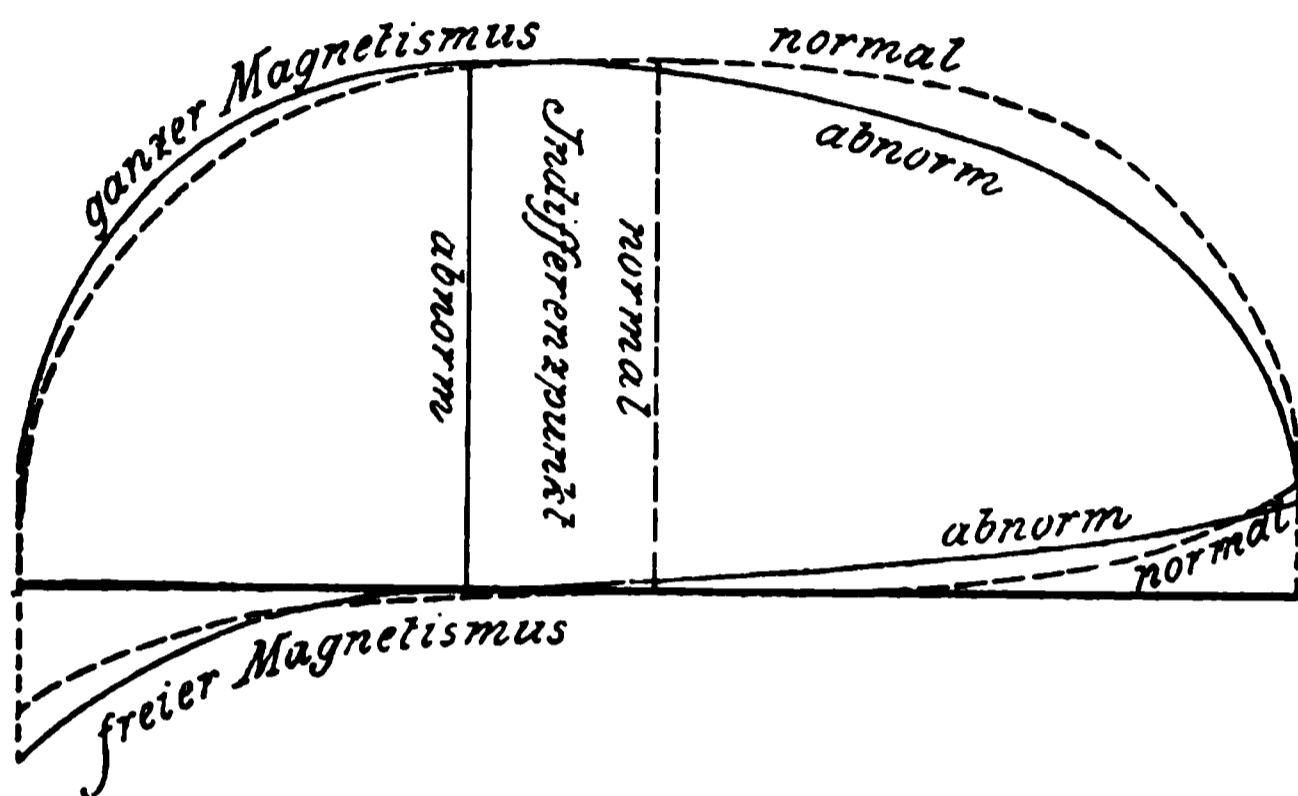 ganzer Magnetismus
normal
abnorm
abnorm
Indifferenzpunkt
normal
abnorm
normal
freier Magnetismus